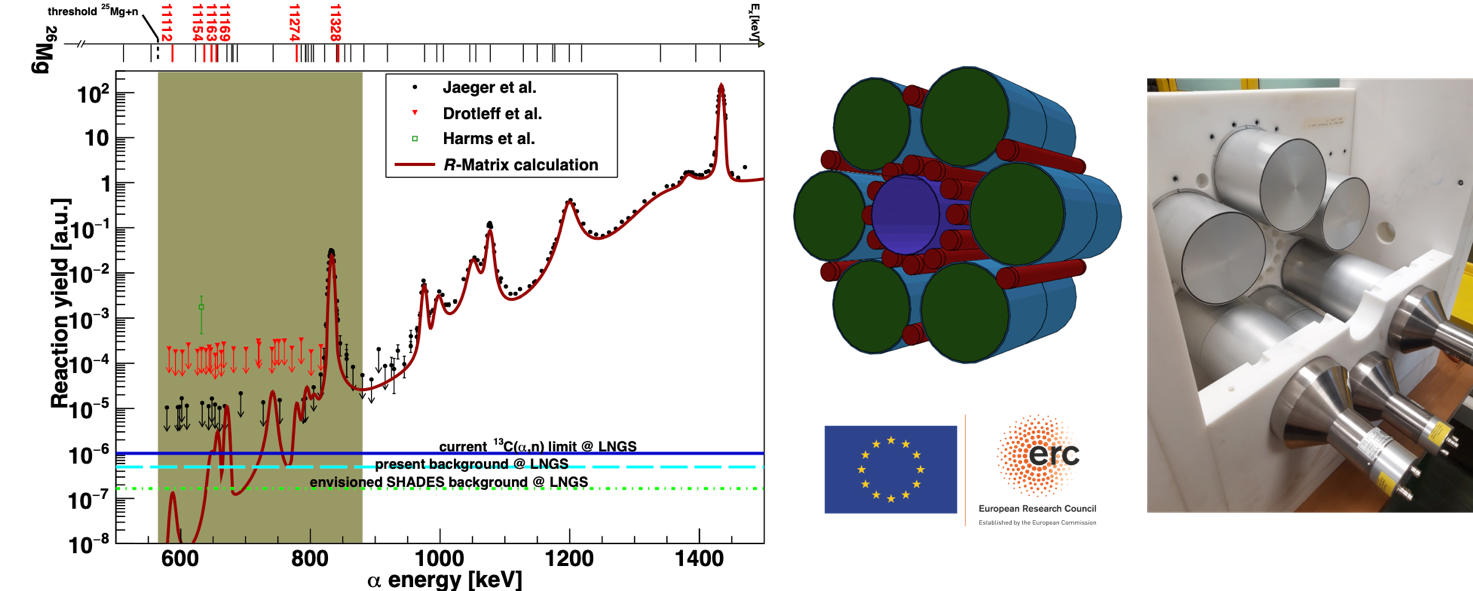 threshold ²⁵Mg+n
11112
11154
11163
11169
11274
11328
Eₓ [keV]
²⁶Mg
Jaeger et al.
Drotleff et al.
Harms et al.
R-Matrix calculation
Reaction yield [a.u.]
10²
10
1
10⁻¹
10⁻²
10⁻³
10⁻⁴
10⁻⁵
10⁻⁶
10⁻⁷
10⁻⁸
current ¹³C(α,n) limit @ LNGS
present background @ LNGS
envisioned SHADES background @ LNGS
600 800 1000 1200 1400
α energy [keV]
erc
European Research Council
Established by the European Commission